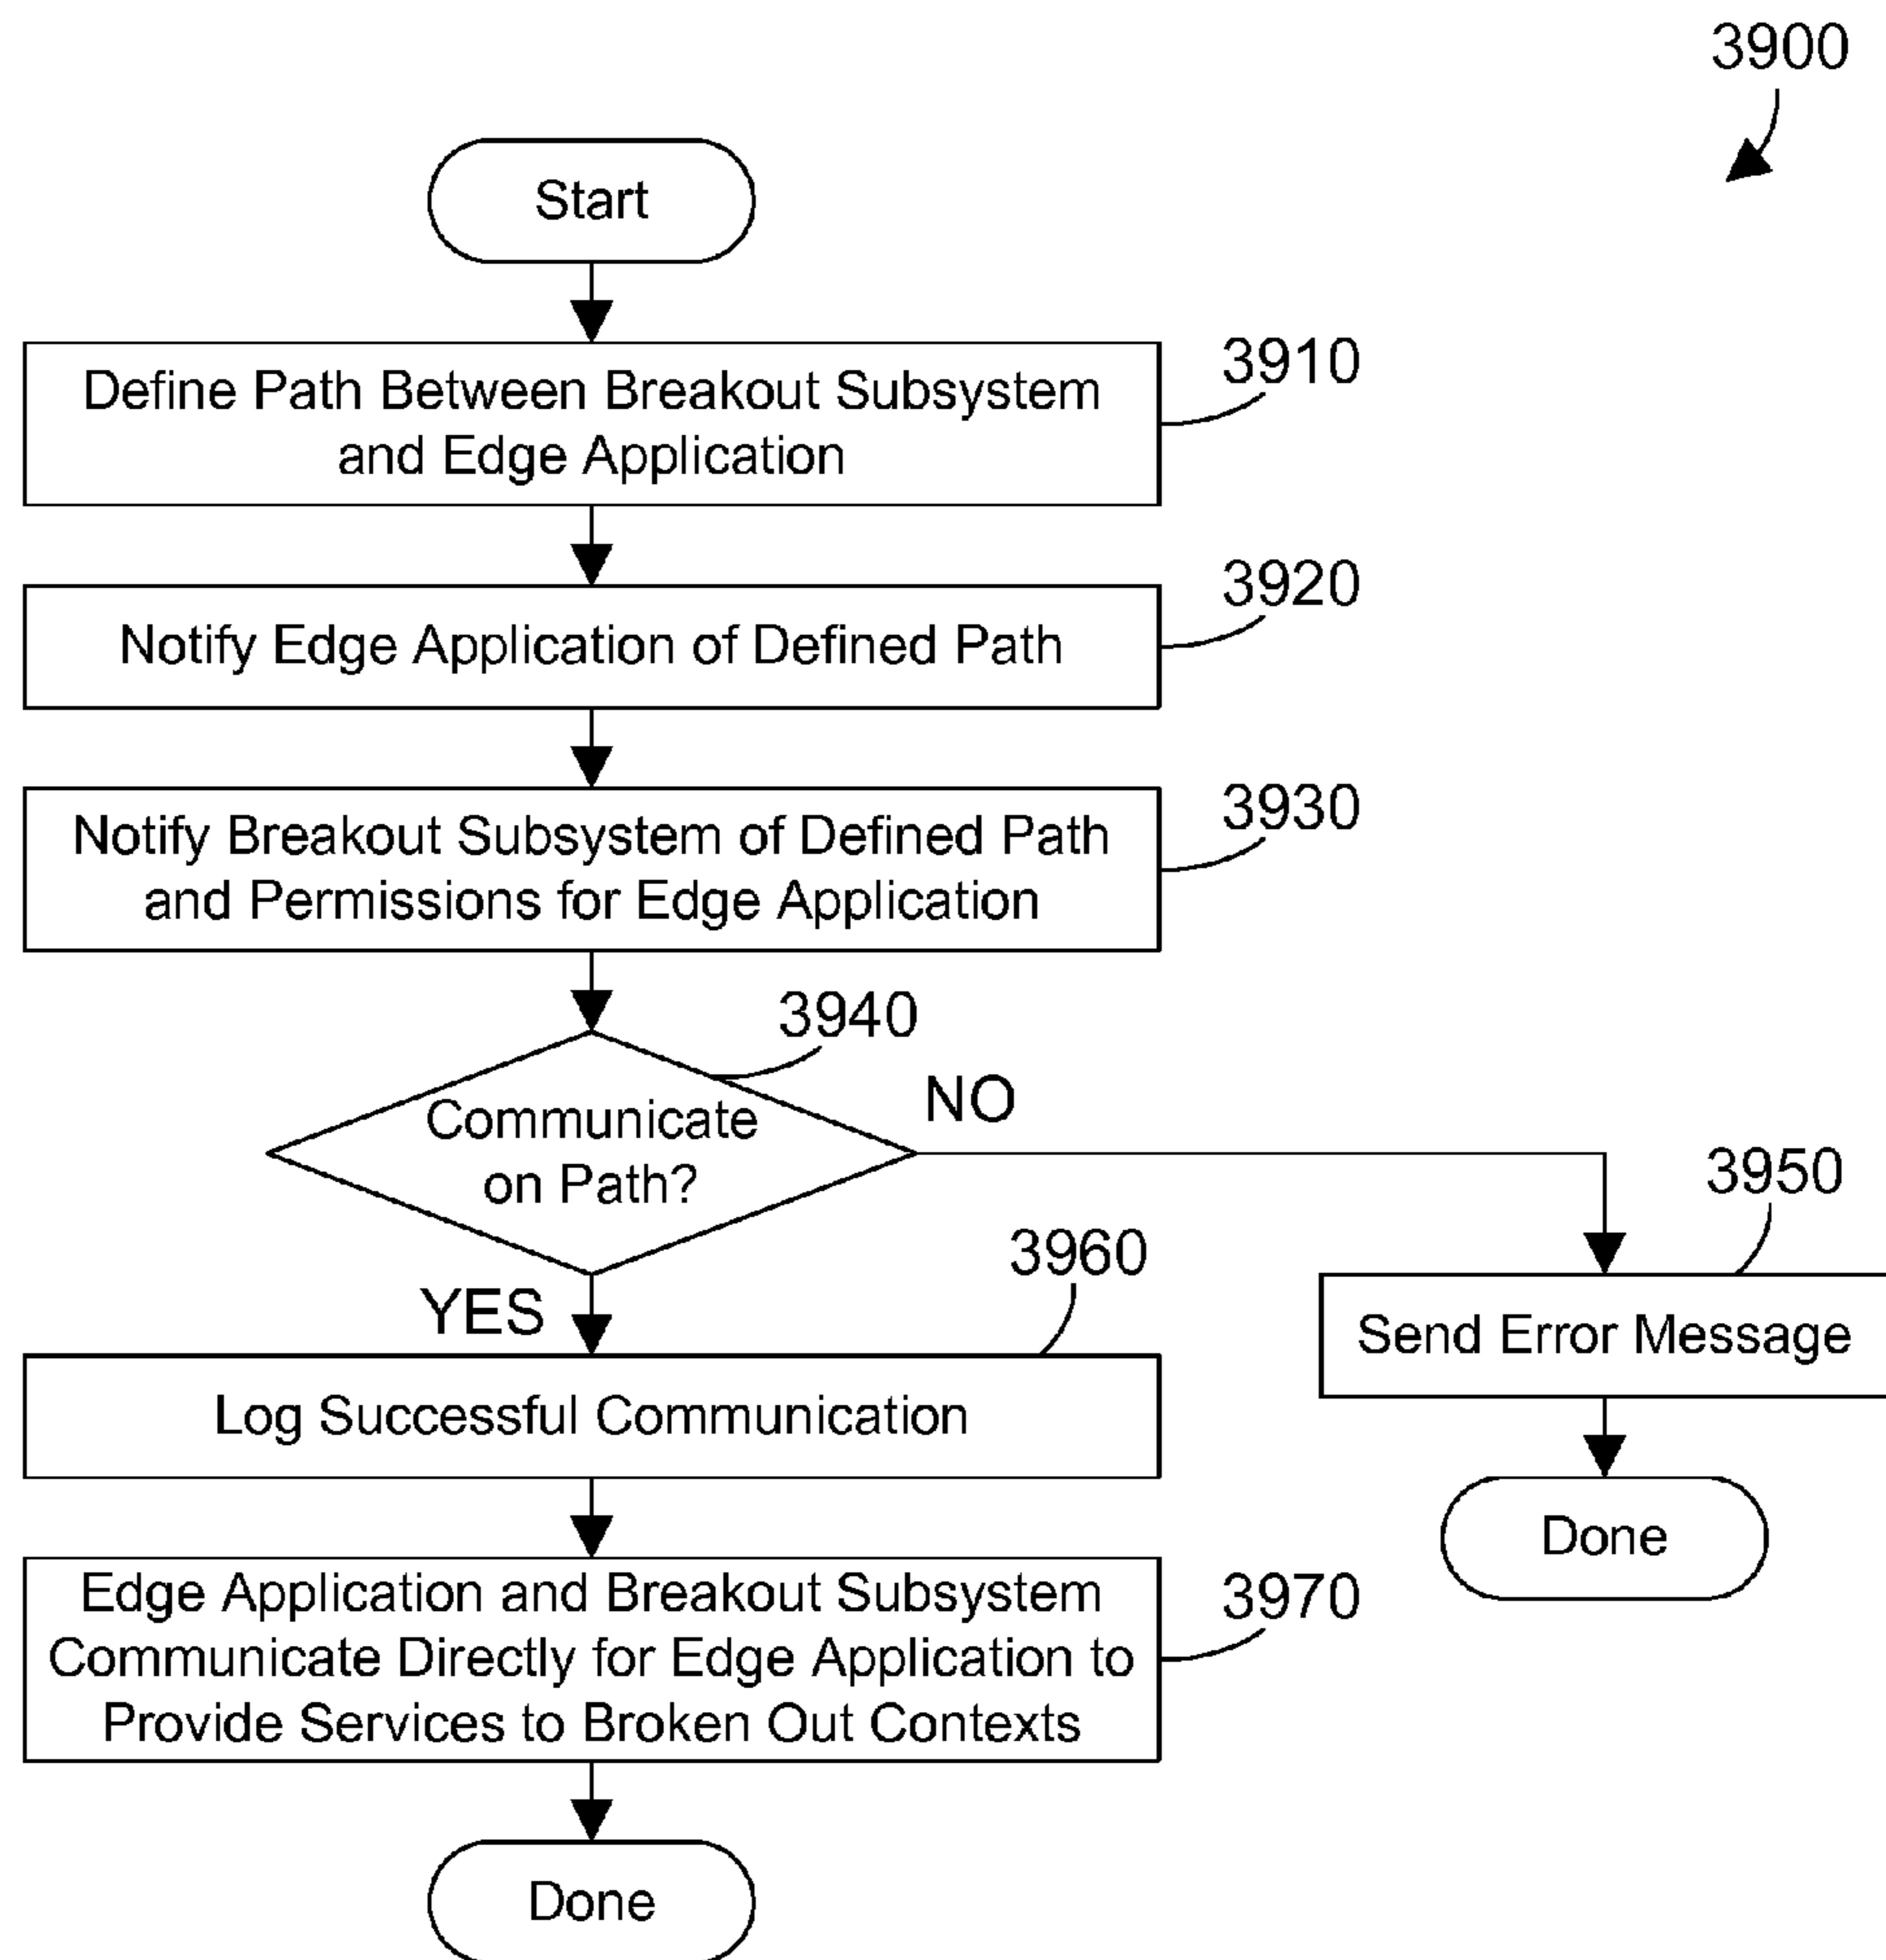 3900
Start
Define Path Between Breakout Subsystem
and Edge Application
3910
Notify Edge Application of Defined Path
3920
Notify Breakout Subsystem of Defined Path
and Permissions for Edge Application
3930
Communicate
on Path?
3940
NO
YES
3950
Send Error Message
Done
3960
Log Successful Communication
Edge Application and Breakout Subsystem
Communicate Directly for Edge Application to
Provide Services to Broken Out Contexts
3970
Done